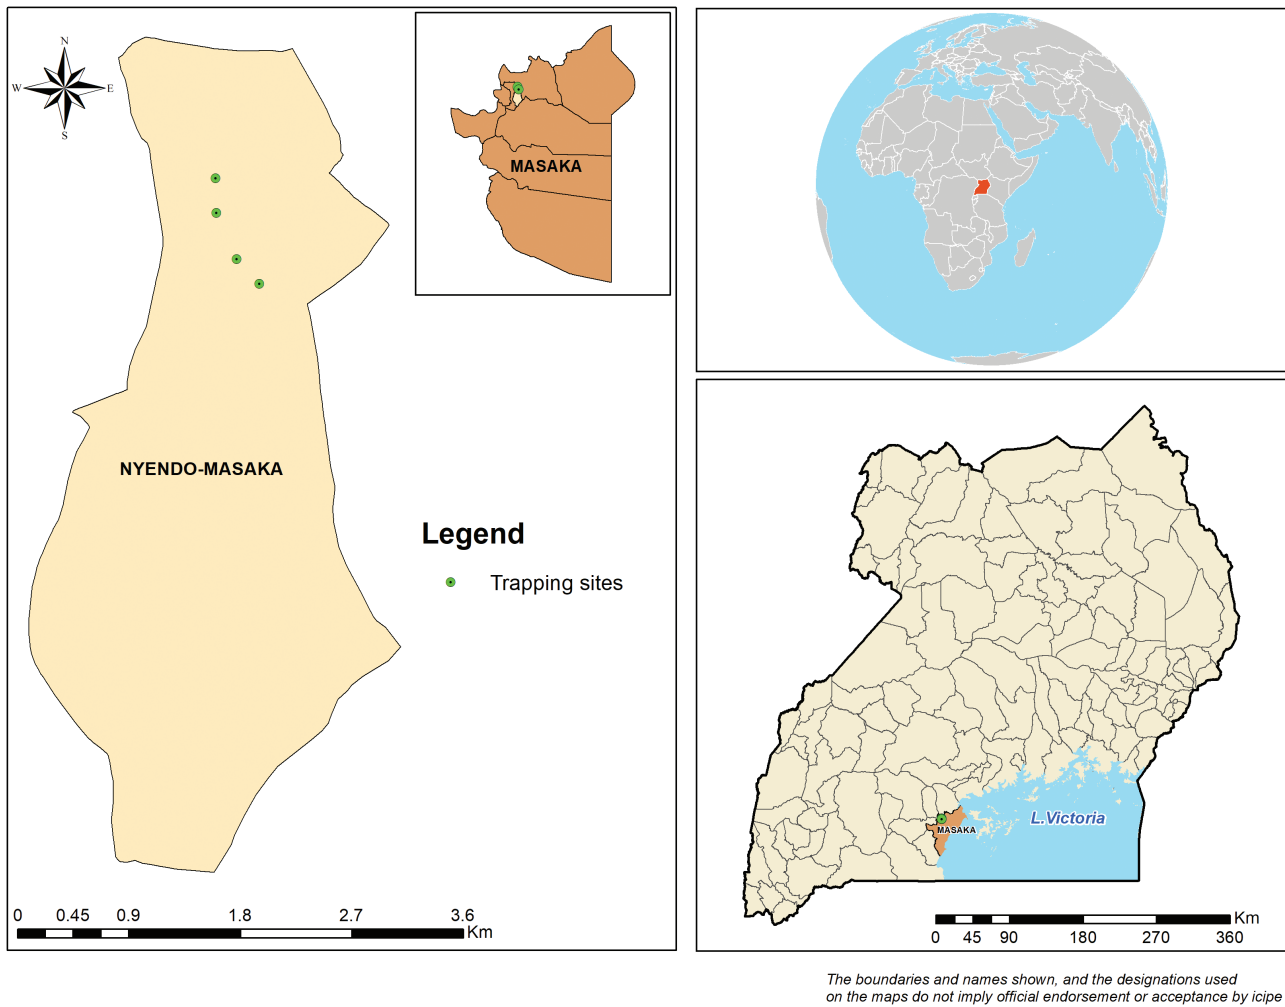 N
W
E
S
MASAKA
NYENDO-MASAKA
Legend
Trapping sites
0 0.45 0.9 1.8 2.7 3.6
Km
L.Victoria
MASAKA
Km
0 45 90 180 270 360
The boundaries and names shown, and the designations used
on the maps do not imply official endorsement or acceptance by icipe